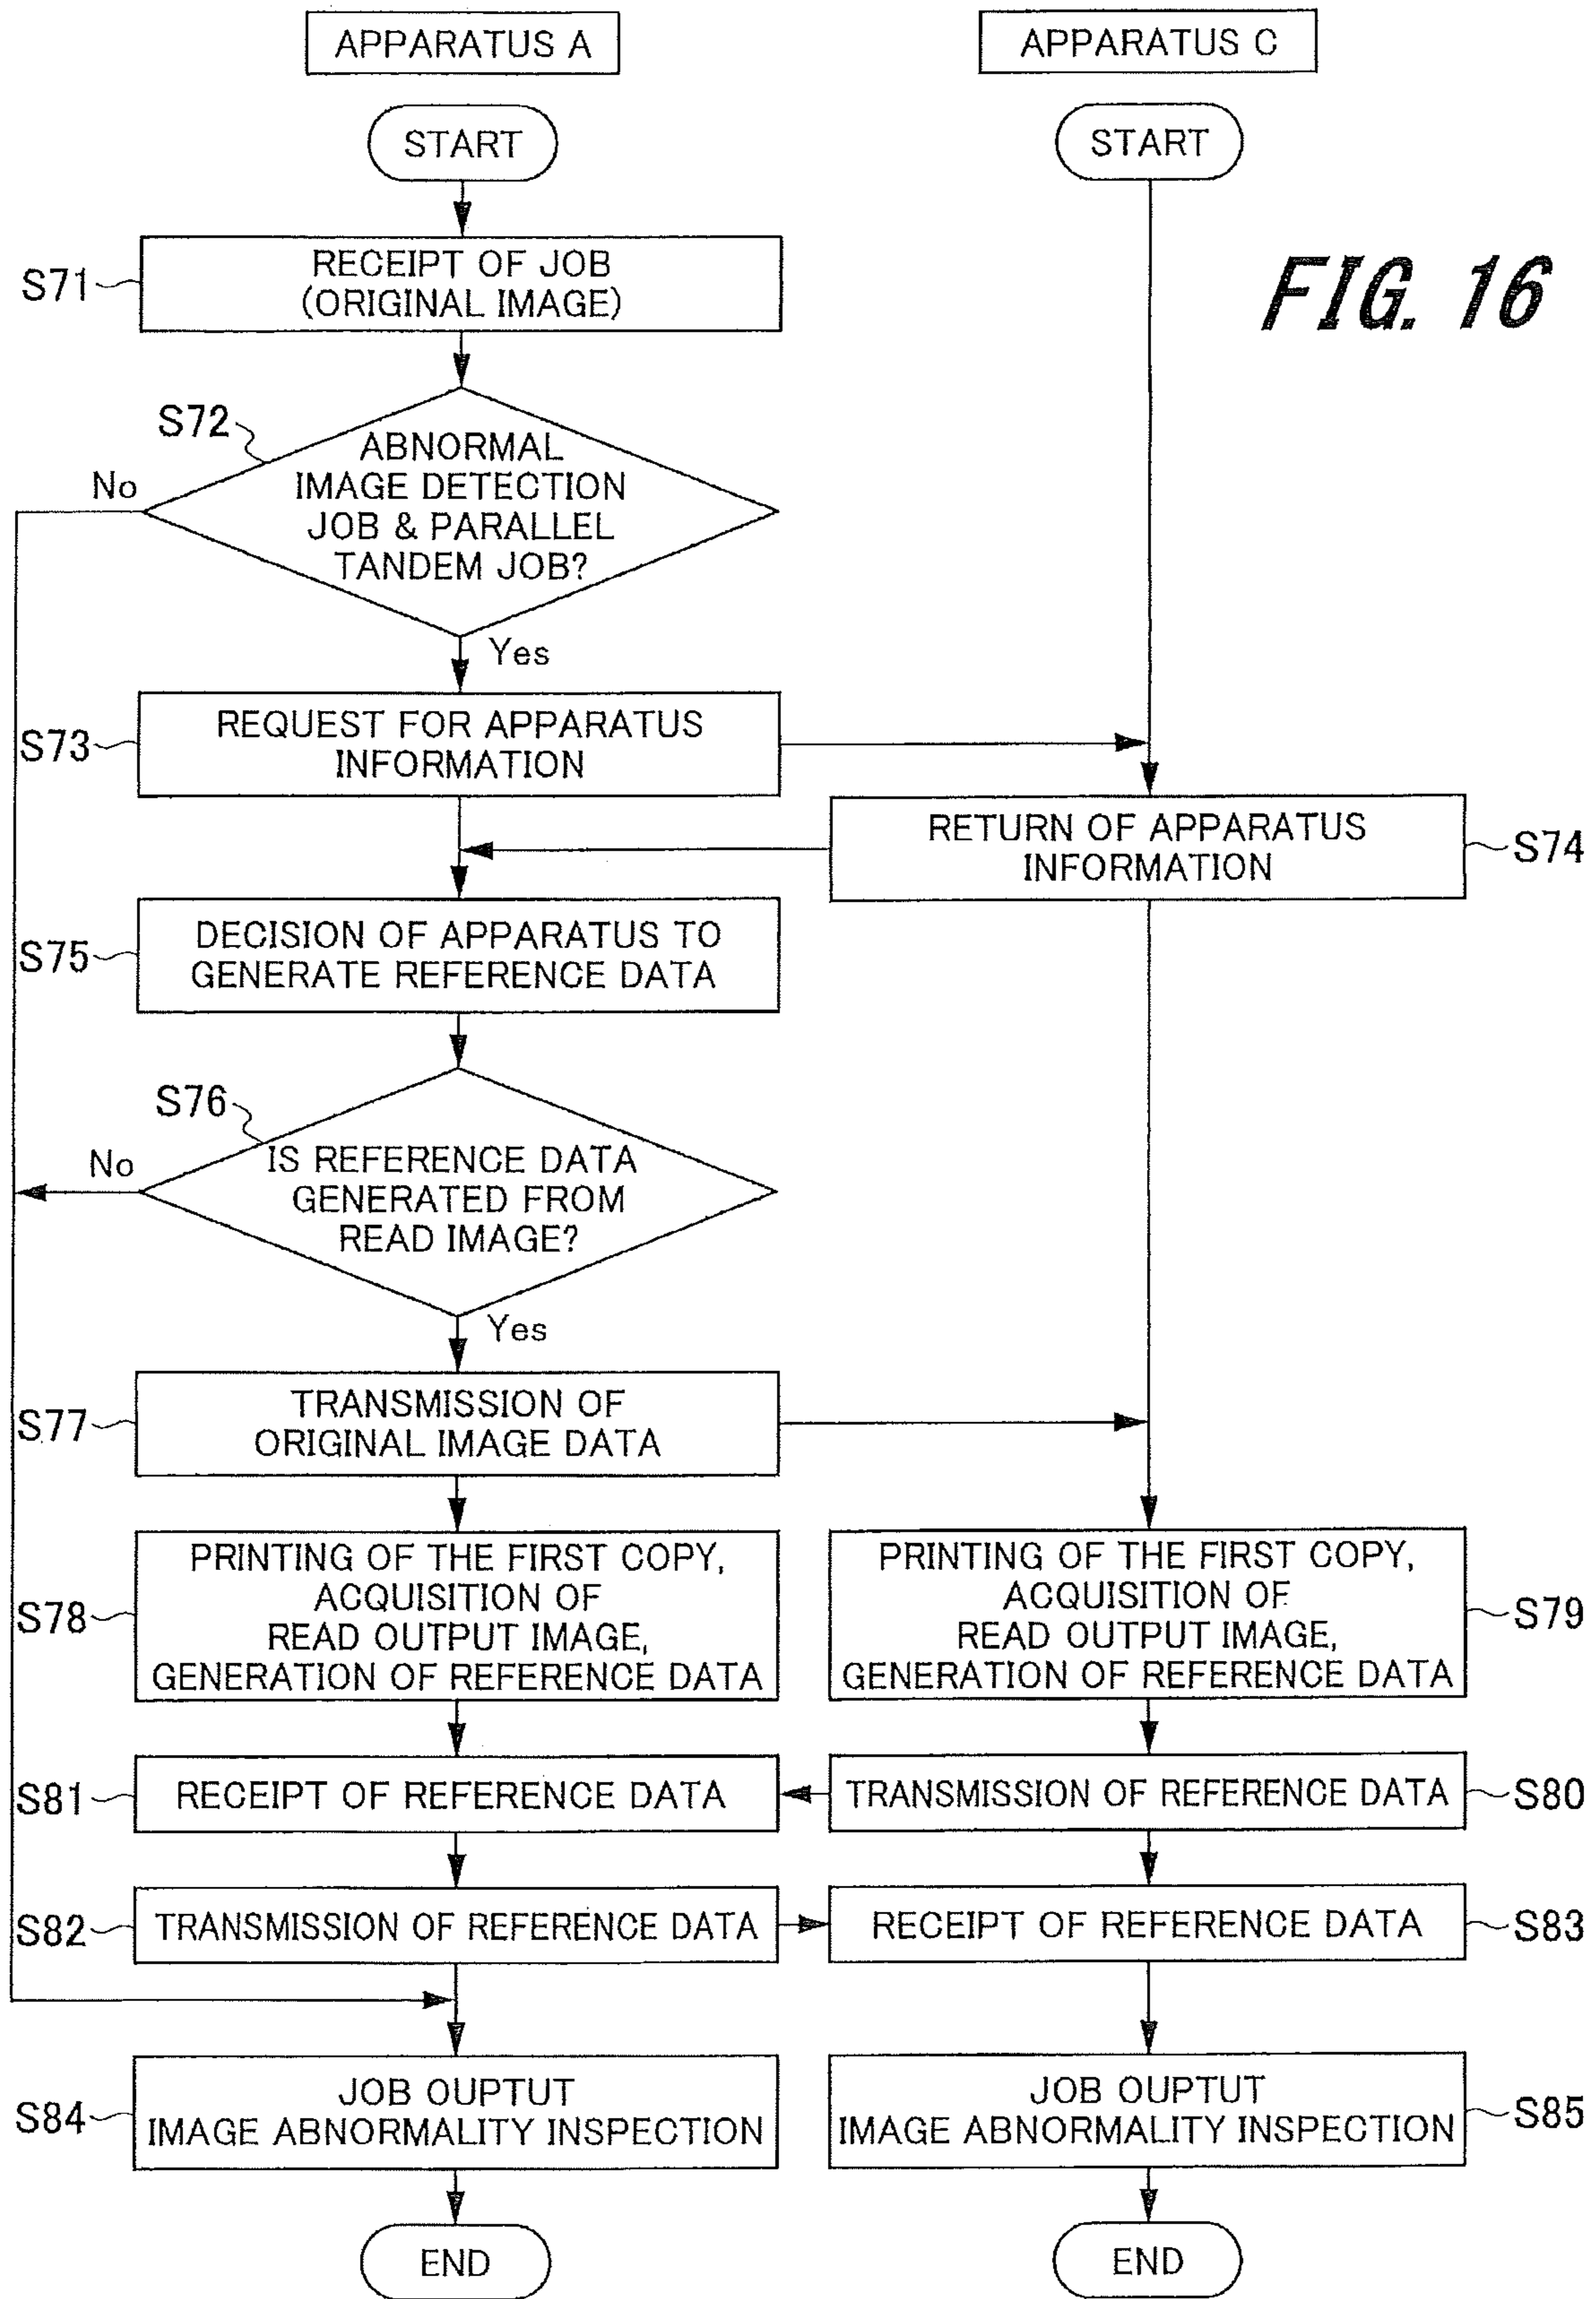 APPARATUS A
APPARATUS C
START
START
FIG. 16
S71
RECEIPT OF JOB
(ORIGINAL IMAGE)
S72
ABNORMAL
IMAGE DETECTION
JOB & PARALLEL
TANDEM JOB?
No
Yes
S73
REQUEST FOR APPARATUS
INFORMATION
RETURN OF APPARATUS
INFORMATION
S74
S75
DECISION OF APPARATUS TO
GENERATE REFERENCE DATA
S76
IS REFERENCE DATA
GENERATED FROM
READ IMAGE?
No
Yes
S77
TRANSMISSION OF
ORIGINAL IMAGE DATA
S78
PRINTING OF THE FIRST COPY,
ACQUISITION OF
READ OUTPUT IMAGE,
GENERATION OF REFERENCE DATA
PRINTING OF THE FIRST COPY,
ACQUISITION OF
READ OUTPUT IMAGE,
GENERATION OF REFERENCE DATA
S79
S81
RECEIPT OF REFERENCE DATA
TRANSMISSION OF REFERENCE DATA
S80
S82
TRANSMISSION OF REFERENCE DATA
RECEIPT OF REFERENCE DATA
S83
S84
JOB OUPTUT
IMAGE ABNORMALITY INSPECTION
JOB OUPTUT
IMAGE ABNORMALITY INSPECTION
S85
END
END